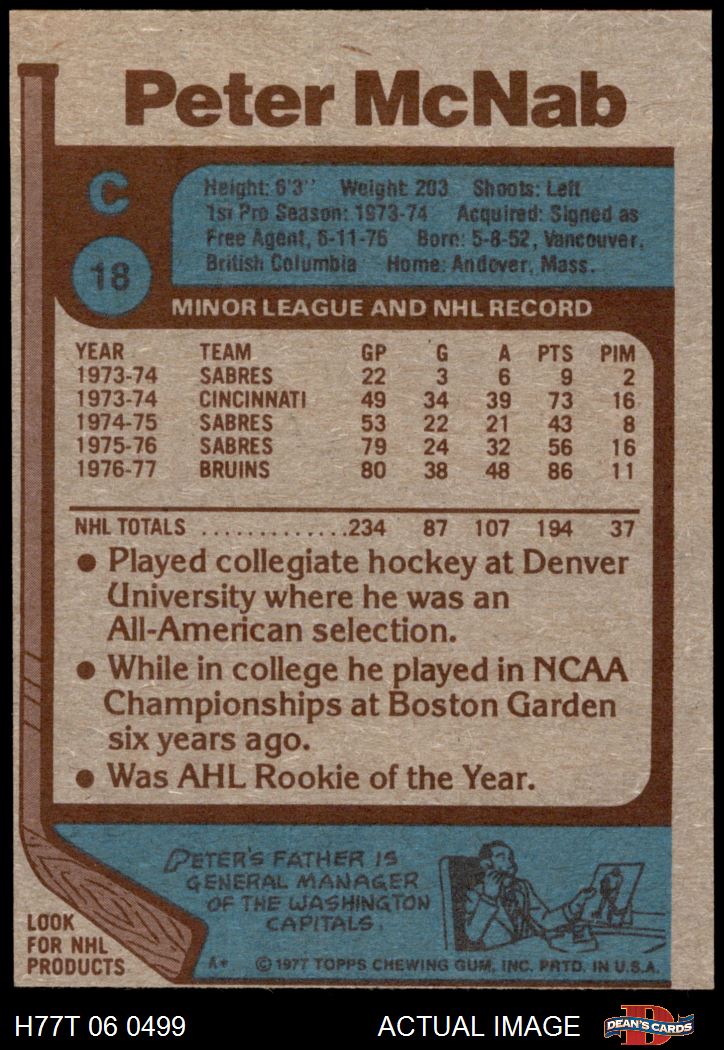 Peter McNab
C
18
Height: 6'3" Weight: 203 Shoots: Left
1st Pro Season: 1973-74 Acquired: Signed as
Free Agent, 6-11-76 Born: 5-8-52, Vancouver,
British Columbia Home: Andover, Mass.
MINOR LEAGUE AND NHL RECORD
YEAR TEAM GP G A PTS PIM
1973-74 SABRES 22 3 6 9 2
1973-74 CINCINNATI 49 34 39 73 16
1974-75 SABRES 53 22 21 43 8
1975-76 SABRES 79 24 32 56 16
1976-77 BRUINS 80 38 48 86 11
NHL TOTALS ..............234 87 107 194 37
● Played collegiate hockey at Denver
University where he was an
All-American selection.
● While in college he played in NCAA
Championships at Boston Garden
six years ago.
● Was AHL Rookie of the Year.
PETER'S FATHER IS
GENERAL MANAGER
OF THE WASHINGTON
CAPITALS.
LOOK
FOR NHL
PRODUCTS
A* © 1977 TOPPS CHEWING GUM, INC. PRTD. IN U.S.A.
H77T 06 0499 ACTUAL IMAGE D DEAN'S CARDS